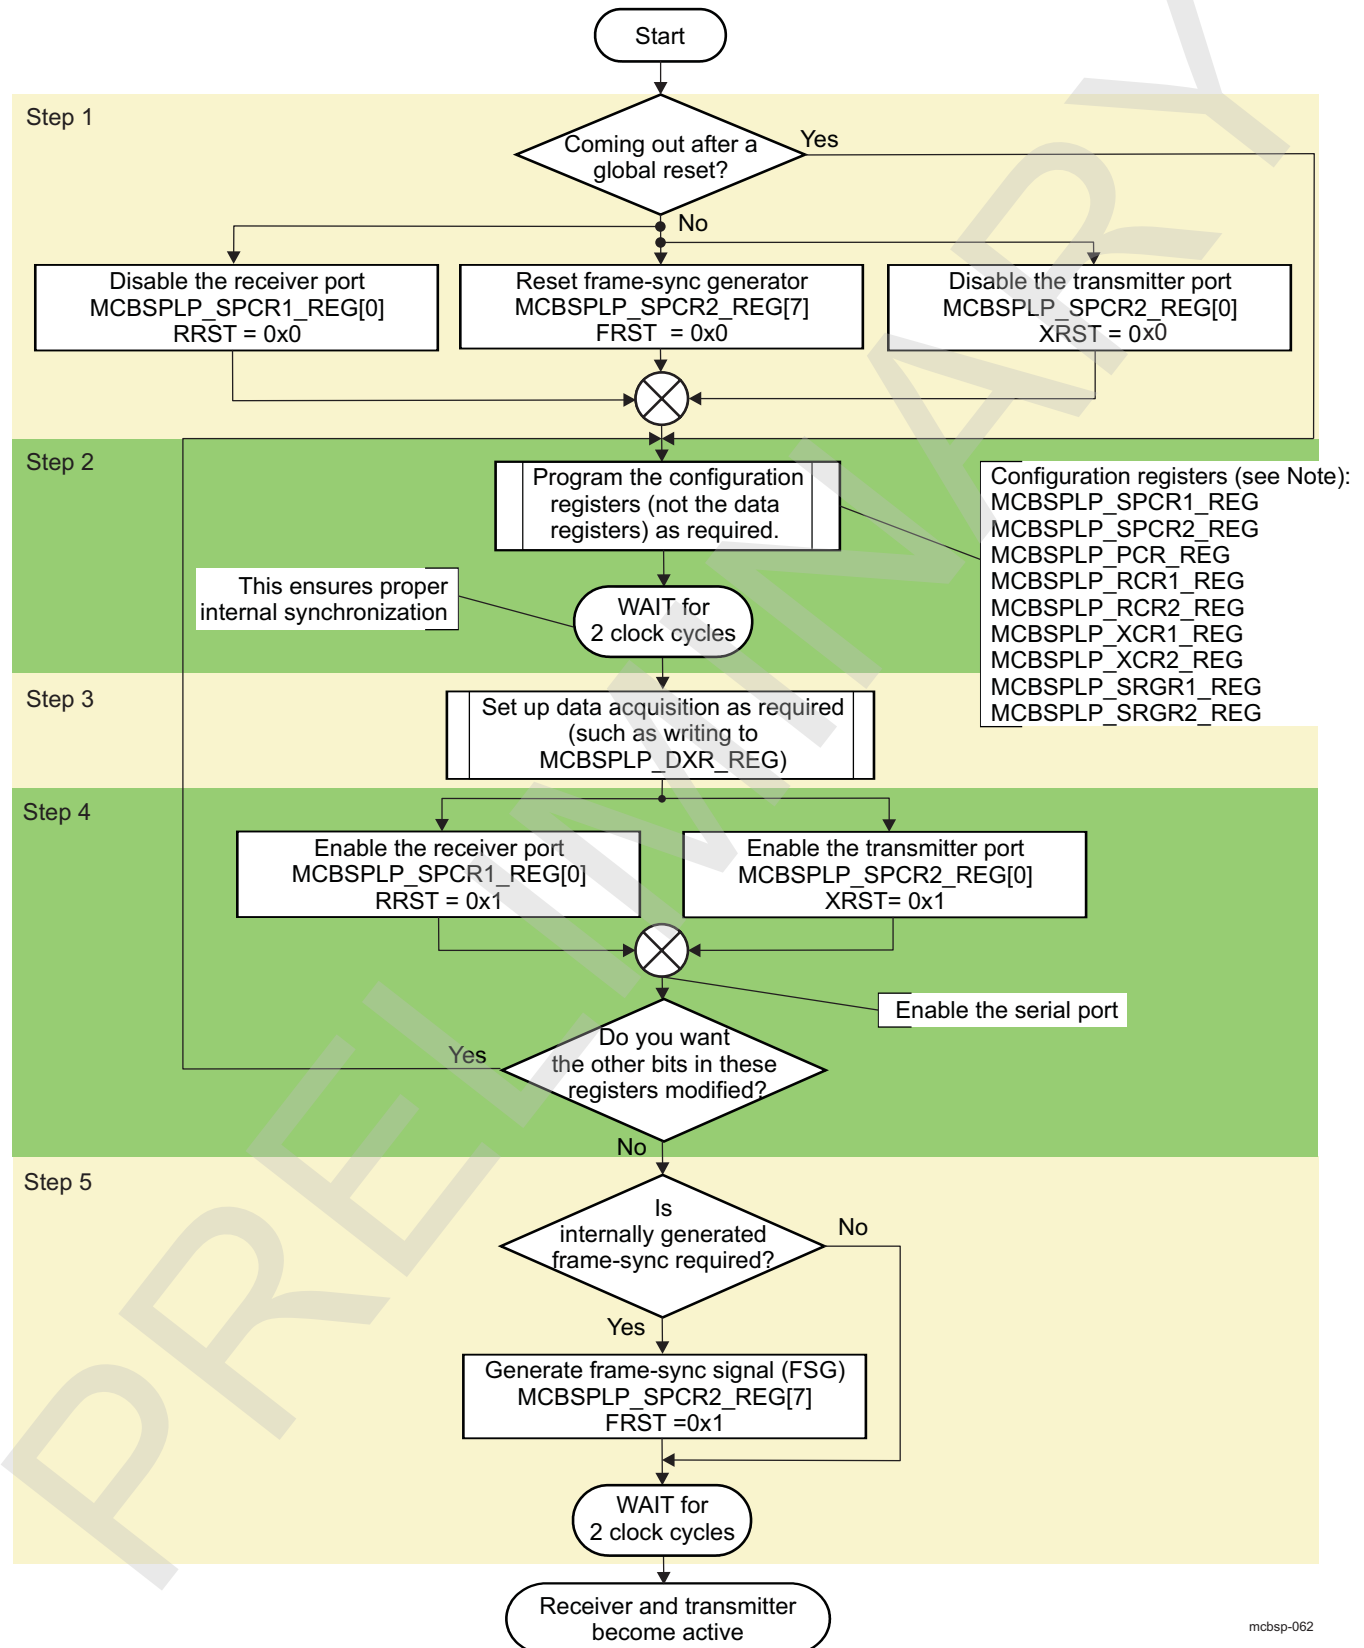 Start
Step 1
Coming out after a
global reset?
Yes
No
Disable the receiver port
MCBSPLP_SPCR1_REG[0]
RRST = 0x0
Reset frame-sync generator
MCBSPLP_SPCR2_REG[7]
FRST = 0x0
Disable the transmitter port
MCBSPLP_SPCR2_REG[0]
XRST = 0x0
Step 2
Program the configuration
registers (not the data
registers) as required.
Configuration registers (see Note):
MCBSPLP_SPCR1_REG
MCBSPLP_SPCR2_REG
MCBSPLP_PCR_REG
MCBSPLP_RCR1_REG
MCBSPLP_RCR2_REG
MCBSPLP_XCR1_REG
MCBSPLP_XCR2_REG
MCBSPLP_SRGR1_REG
MCBSPLP_SRGR2_REG
This ensures proper
internal synchronization
WAIT for
2 clock cycles
Step 3
Set up data acquisition as required
(such as writing to
MCBSPLP_DXR_REG)
Step 4
Enable the receiver port
MCBSPLP_SPCR1_REG[0]
RRST = 0x1
Enable the transmitter port
MCBSPLP_SPCR2_REG[0]
XRST= 0x1
Enable the serial port
Do you want
the other bits in these
registers modified?
Yes
No
Step 5
Is
internally generated
frame-sync required?
No
Yes
Generate frame-sync signal (FSG)
MCBSPLP_SPCR2_REG[7]
FRST =0x1
WAIT for
2 clock cycles
Receiver and transmitter
become active
mcbsp-062
PRELIMINARY